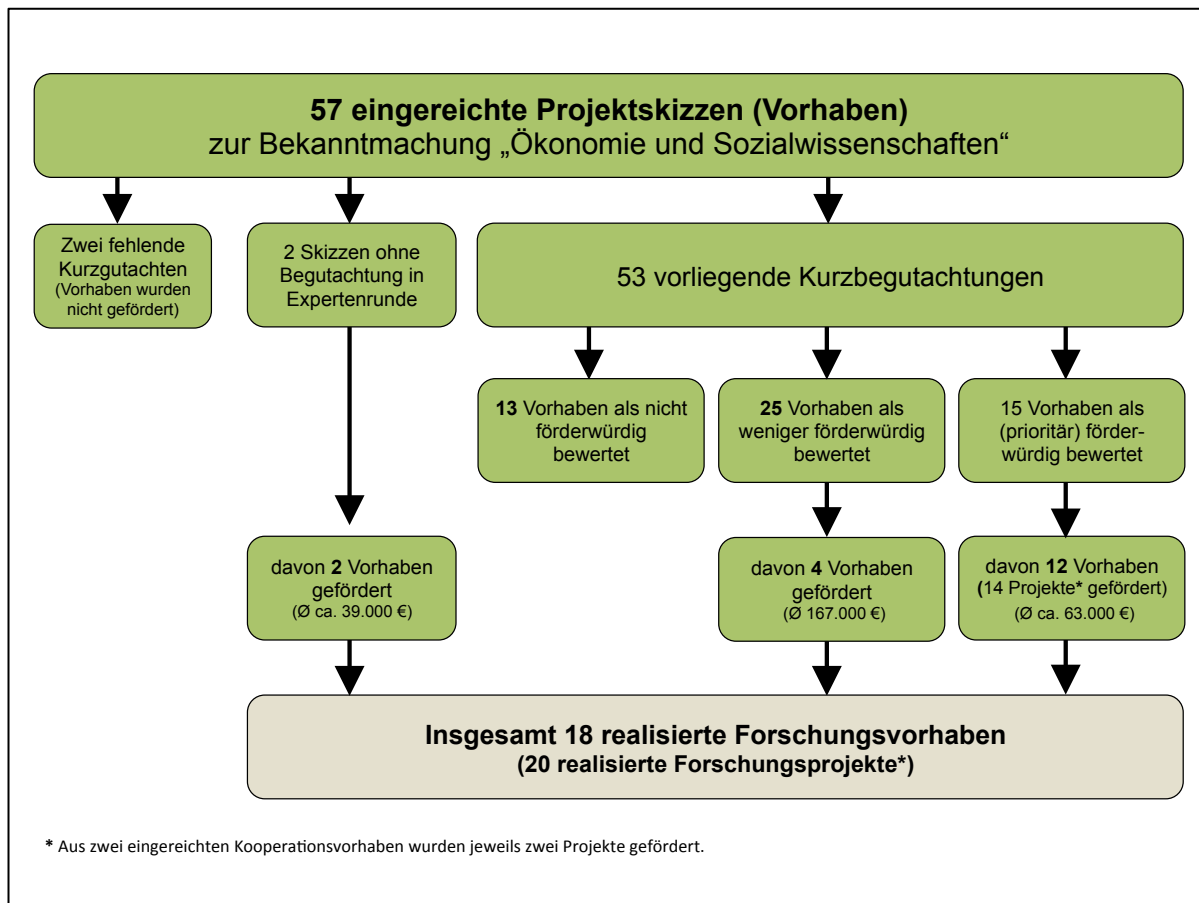 57 eingereichte Projektskizzen (Vorhaben)
zur Bekanntmachung „Ökonomie und Sozialwissenschaften“
Zwei fehlende
Kurzgutachten
(Vorhaben wurden
nicht gefördert)
2 Skizzen ohne
Begutachtung in
Expertenrunde
53 vorliegende Kurzbegutachtungen
13 Vorhaben als nicht
förderwürdig
bewertet
25 Vorhaben als
weniger förderwürdig
bewertet
15 Vorhaben als
(prioritär) förder-
würdig bewertet
davon 2 Vorhaben
gefördert
(Ø ca. 39.000 €)
davon 4 Vorhaben
gefördert
(Ø 167.000 €)
davon 12 Vorhaben
(14 Projekte* gefördert)
(Ø ca. 63.000 €)
Insgesamt 18 realisierte Forschungsvorhaben
(20 realisierte Forschungsprojekte*)
* Aus zwei eingereichten Kooperationsvorhaben wurden jeweils zwei Projekte gefördert.